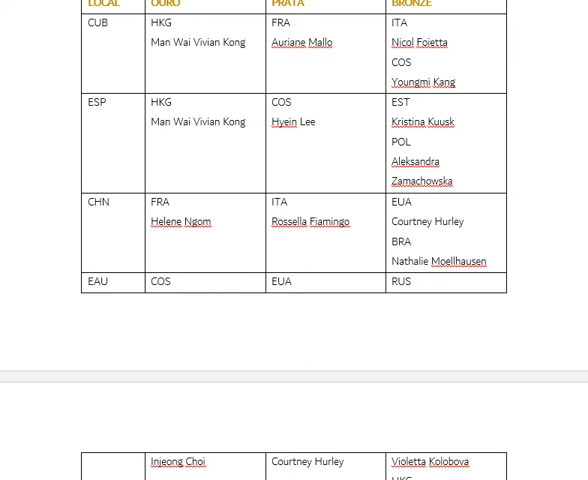 LOCAL OURO PRATA BRONZE
CUB HKG FRA ITA
Man Wai Vivian Kong Auriane Mallo Nicol Foietta
COS
Youngmi Kang
ESP HKG COS EST
Man Wai Vivian Kong Hyein Lee Kristina Kuusk
POL
Aleksandra
Zamachowska
CHN FRA ITA EUA
Helene Ngom Rossella Fiamingo Courtney Hurley
BRA
Nathalie Moellhausen
EAU COS EUA RUS
Injeong Choi Courtney Hurley Violetta Kolobova
HKG